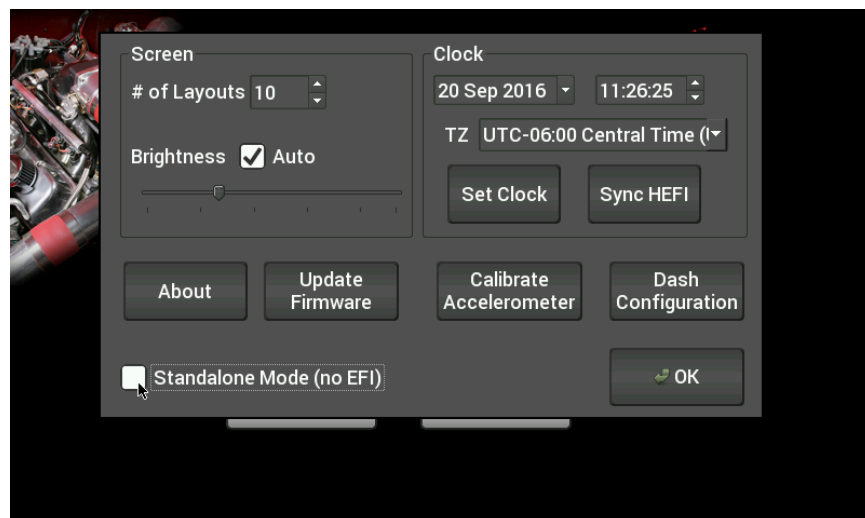 Screen
# of Layouts 10
Brightness Auto
Clock
20 Sep 2016 11:26:25
TZ UTC-06:00 Central Time (
Set Clock Sync HEFI
About
Update
Firmware
Calibrate
Accelerometer
Dash
Configuration
Standalone Mode (no EFI)
OK